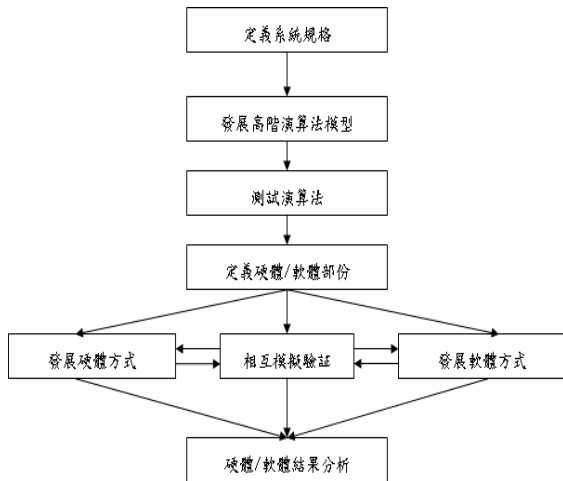 定義系統規格
發展高階演算法模型
測試演算法
定義硬體/軟體部份
發展硬體方式
相互模擬驗証
發展軟體方式
硬體/軟體結果分析